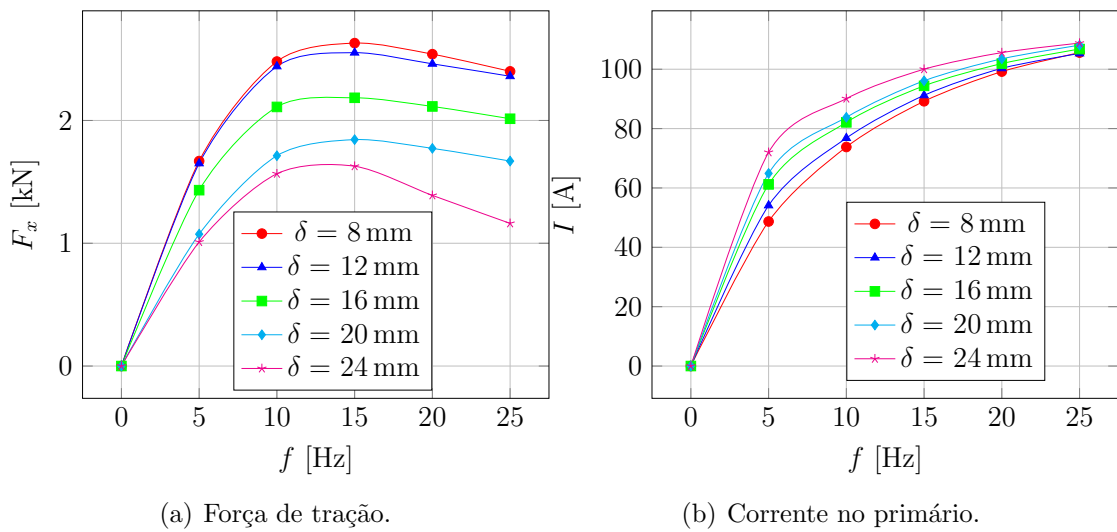 2
1
0
F_x [kN]
δ = 8 mm
δ = 12 mm
δ = 16 mm
δ = 20 mm
δ = 24 mm
0 5 10 15 20 25
f [Hz]
(a) Força de tração.
100
80
60
40
20
0
I [A]
δ = 8 mm
δ = 12 mm
δ = 16 mm
δ = 20 mm
δ = 24 mm
0 5 10 15 20 25
f [Hz]
(b) Corrente no primário.